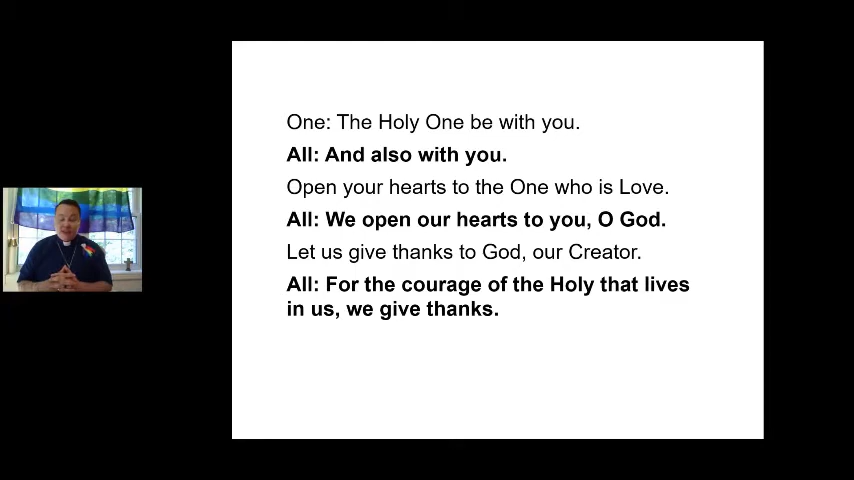 One: The Holy One be with you.
All: And also with you.
Open your hearts to the One who is Love.
All: We open our hearts to you, O God.
Let us give thanks to God, our Creator.
All: For the courage of the Holy that lives
in us, we give thanks.